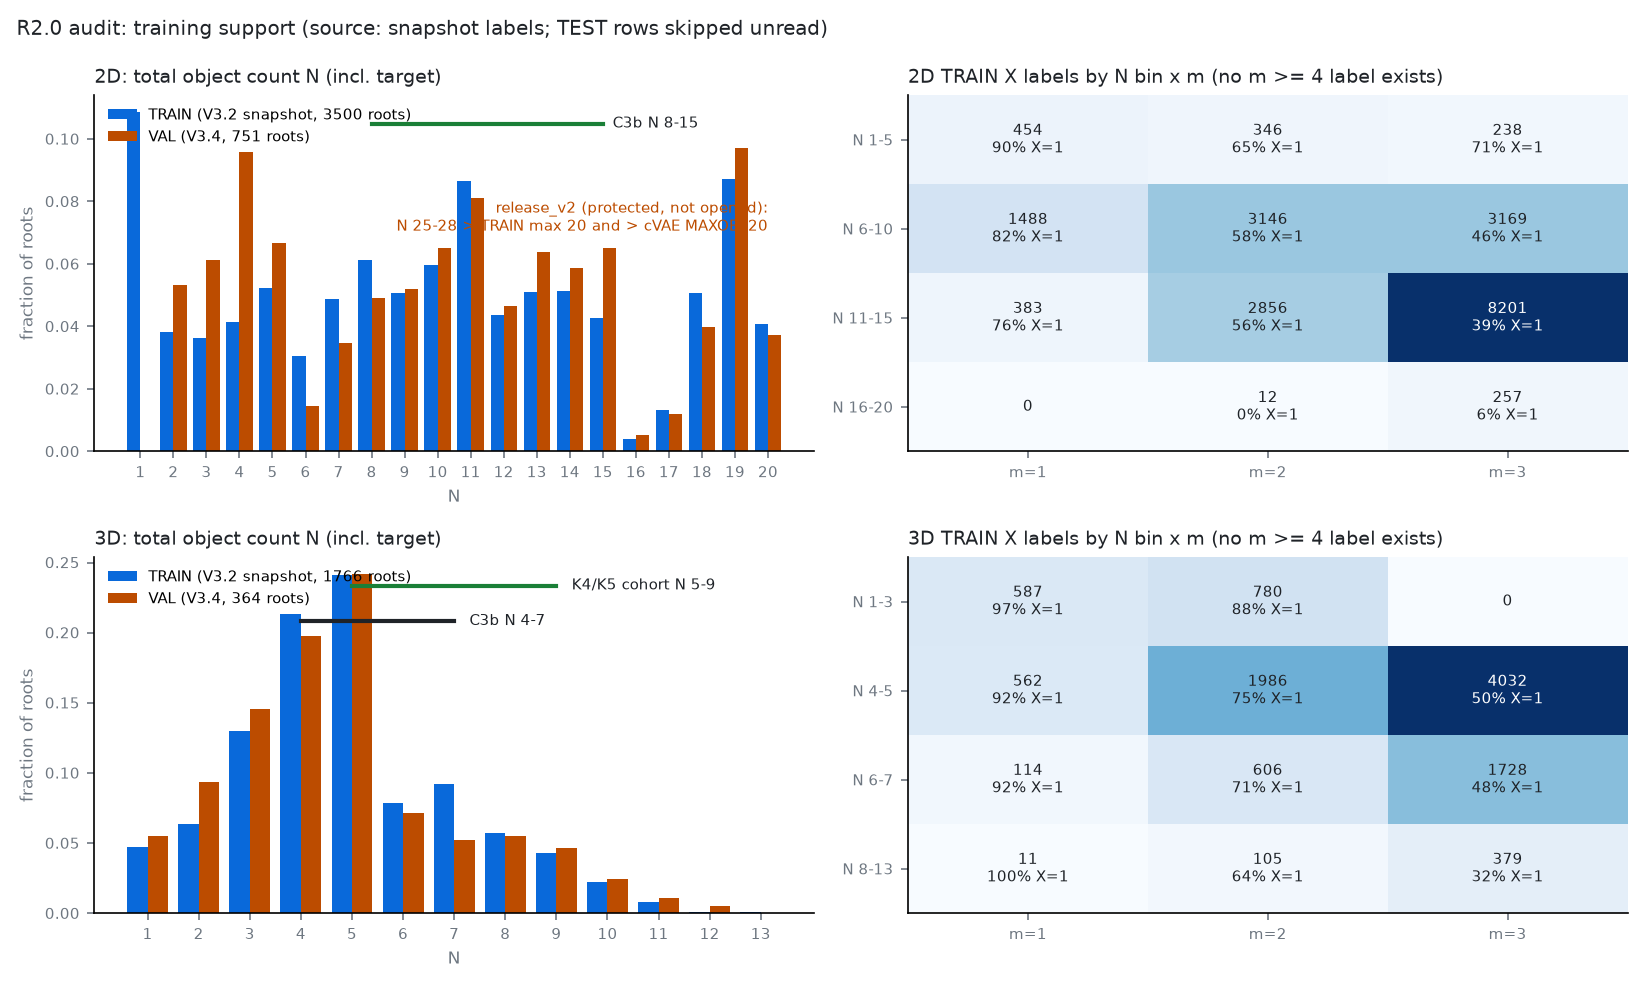 R2.0 audit: training support (source: snapshot labels; TEST rows skipped unread)
2D: total object count N (incl. target)
TRAIN (V3.2 snapshot, 3500 roots)
VAL (V3.4, 751 roots)
C3b N 8-15
release_v2 (protected, not opened):
N 25-28 > TRAIN max 20 and > cVAE 20
fraction of roots
0.10
0.08
0.06
0.04
0.02
0.00
1 2 3 4 5 6 7 8 9 10 11 12 13 14 15 16 17 18 19 20
N
2D TRAIN X labels by N bin x m (no m >= 4 label exists)
N 1-5
454 346 238
90% X=1 65% X=1 71% X=1
N 6-10
1488 3146 3169
82% X=1 58% X=1 46% X=1
N 11-15
383 2856 8201
76% X=1 56% X=1 39% X=1
N 16-20
0 12 257
0% X=1 6% X=1
m=1 m=2 m=3
3D: total object count N (incl. target)
TRAIN (V3.2 snapshot, 1766 roots)
VAL (V3.4, 364 roots)
K4/K5 cohort N 5-9
C3b N 4-7
fraction of roots
0.25
0.20
0.15
0.10
0.05
0.00
1 2 3 4 5 6 7 8 9 10 11 12 13
N
3D TRAIN X labels by N bin x m (no m >= 4 label exists)
N 1-3
587 780 0
97% X=1 88% X=1
N 4-5
562 1986 4032
92% X=1 75% X=1 50% X=1
N 6-7
114 606 1728
92% X=1 71% X=1 48% X=1
N 8-13
11 105 379
100% X=1 64% X=1 32% X=1
m=1 m=2 m=3